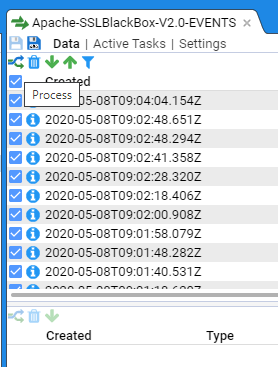 Apache-SSLBlackBox-V2.0-EVENTS ×
Data | Active Tasks | Settings
Created
Process
2020-05-08T09:04:04.154Z
2020-05-08T09:02:48.651Z
2020-05-08T09:02:48.294Z
2020-05-08T09:02:41.358Z
2020-05-08T09:02:28.320Z
2020-05-08T09:02:18.406Z
2020-05-08T09:02:00.908Z
2020-05-08T09:01:58.079Z
2020-05-08T09:01:48.282Z
2020-05-08T09:01:40.531Z
Created Type